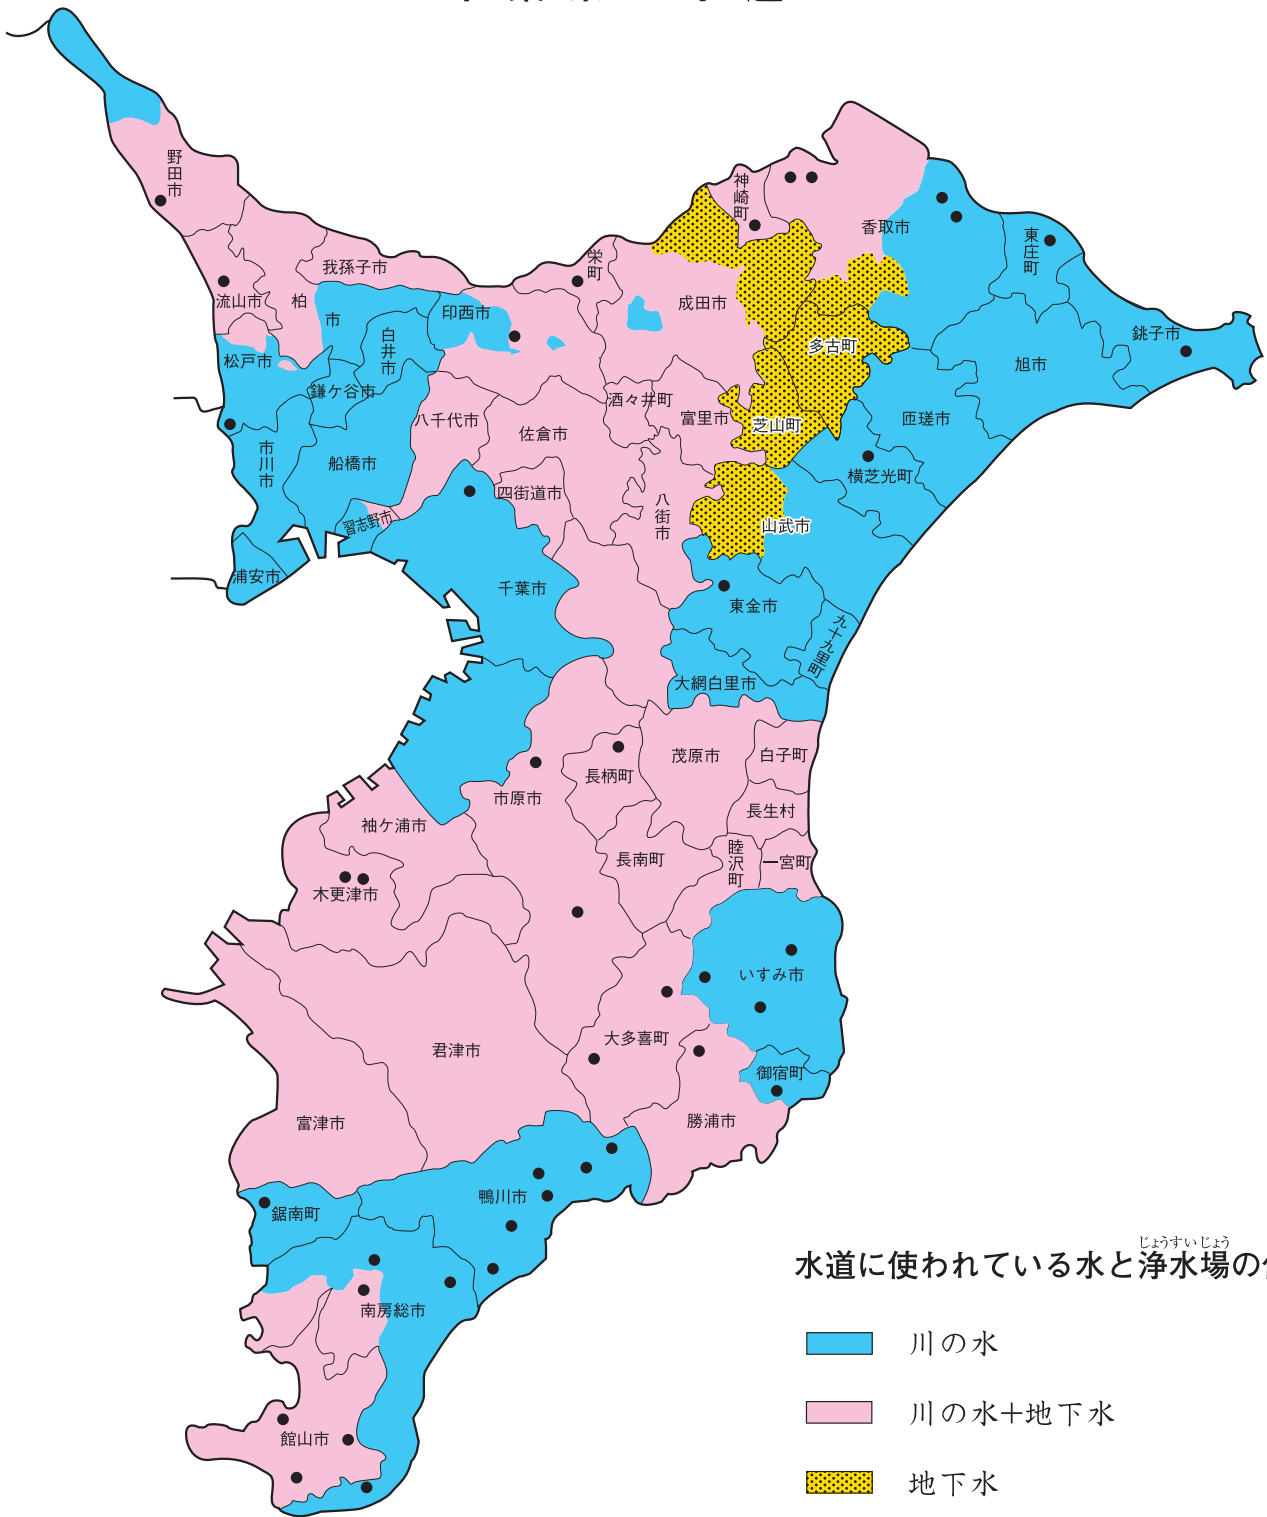 野田市
流山市
柏
市
我孫子市
松戸市
鎌ケ谷市
白井市
印西市
栄町
成田市
神崎町
香取市
東庄町
銚子市
旭市
匝瑳市
多古町
芝山町
横芝光町
山武市
富里市
酒々井町
八街市
佐倉市
四街道市
八千代市
船橋市
市川市
浦安市
習志野市
千葉市
東金市
九十九里町
大網白里市
茂原市
白子町
長生村
一宮町
睦沢町
長柄町
長南町
市原市
袖ケ浦市
木更津市
君津市
富津市
大多喜町
いすみ市
御宿町
勝浦市
鴨川市
鋸南町
南房総市
館山市
じょうすいじょう
水道に使われている水と浄水場の
川の水
川の水＋地下水
地下水